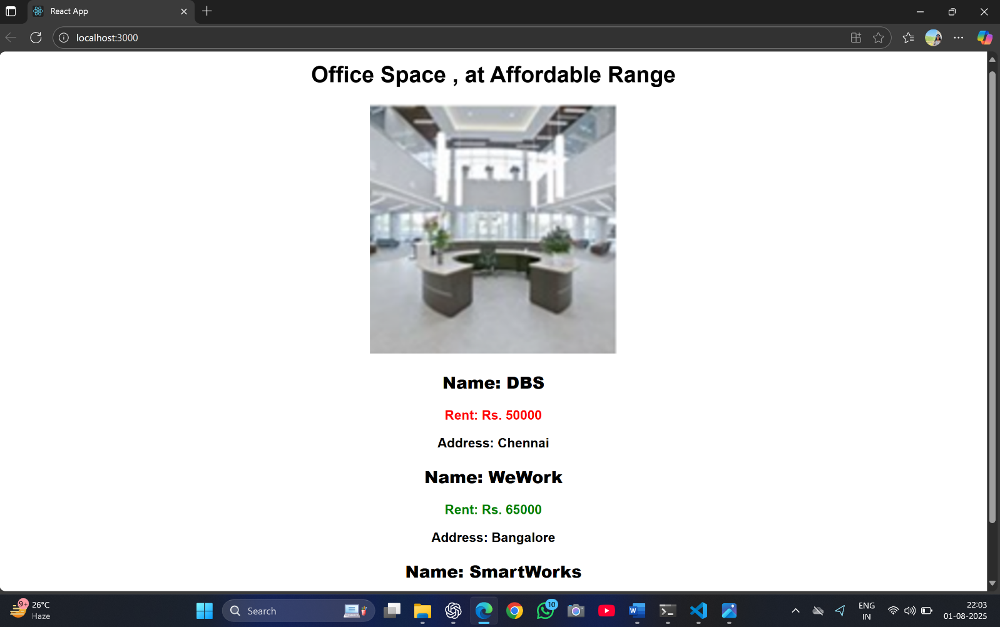 React App
localhost:3000
Office Space , at Affordable Range
Name: DBS
Rent: Rs. 50000
Address: Chennai
Name: WeWork
Rent: Rs. 65000
Address: Bangalore
Name: SmartWorks
9+
26°C
Haze
Search
10
W
ENG
IN
22:03
01-08-2025